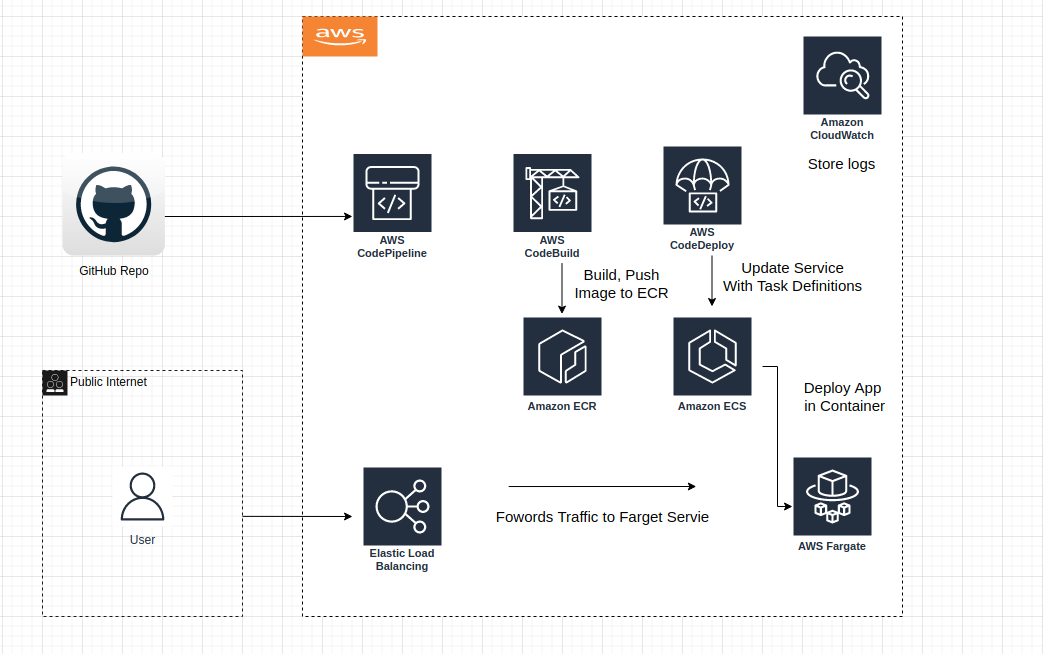 aws
Amazon
CloudWatch
Store logs
GitHub Repo
AWS
CodePipeline
AWS
CodeBuild
AWS
CodeDeploy
Build, Push
Image to ECR
Update Service
With Task Definitions
Amazon ECR
Amazon ECS
Public Internet
Deploy App
in Container
User
Elastic Load
Balancing
Fowords Traffic to Farget Servie
AWS Fargate